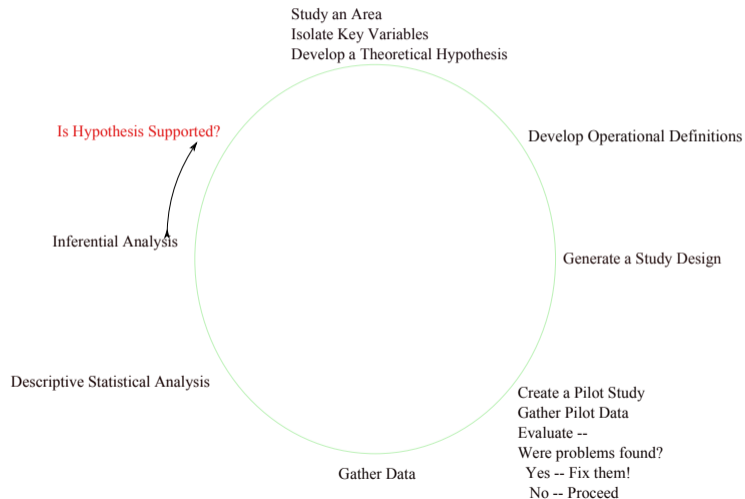 Study an Area
Isolate Key Variables
Develop a Theoretical Hypothesis
Is Hypothesis Supported?
Develop Operational Definitions
Inferential Analysis
Generate a Study Design
Descriptive Statistical Analysis
Create a Pilot Study
Gather Pilot Data
Evaluate --
Were problems found?
Yes -- Fix them!
No -- Proceed
Gather Data